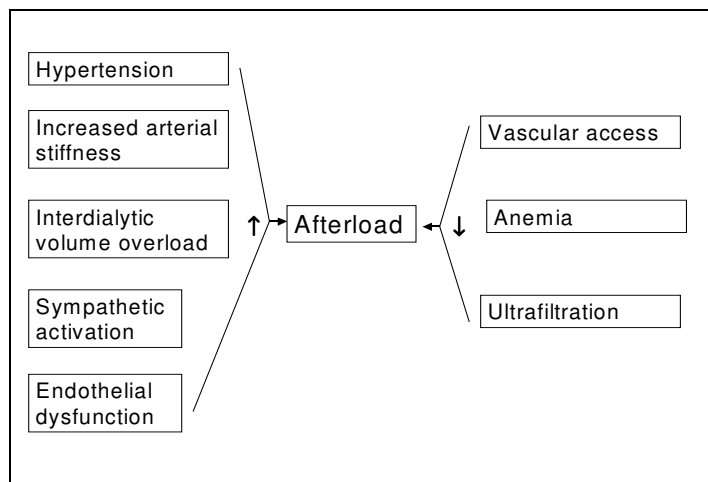 Hypertension
Increased arterial
stiffness
Interdialytic
volume overload
Sympathetic
activation
Endothelial
dysfunction
↑
Afterload
↓
Vascular access
Anemia
Ultrafiltration